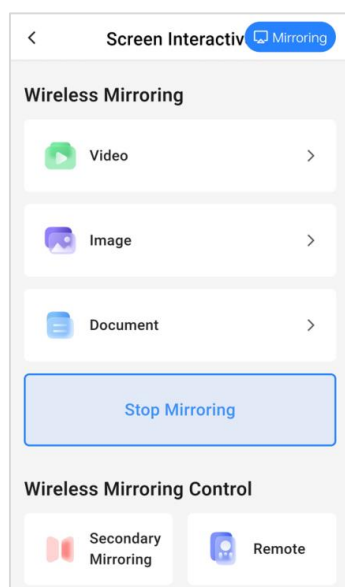 Screen Interactiv
Mirroring
Wireless Mirroring
Video
Image
Document
Stop Mirroring
Wireless Mirroring Control
Secondary
Mirroring
Remote